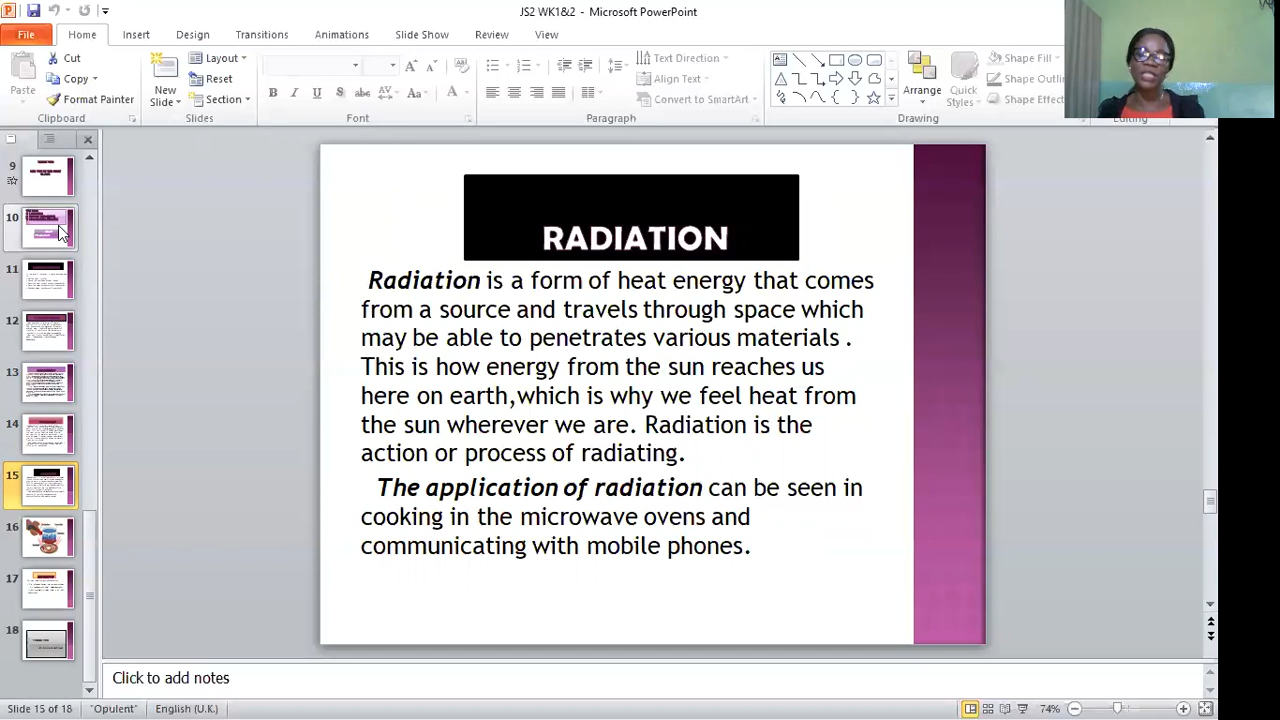 JS2 WK1&2 - Microsoft PowerPoint
File Home Insert Design Transitions Animations Slide Show Review View
Cut
Copy
Format Painter
Paste
Clipboard
New Slide
Layout
Reset
Section
Slides
B I U S abc AV Aa A
Font
Text Direction
Align Text
Convert to SmartArt
Paragraph
Arrange
Quick Styles
Shape Fill
Shape Outli
Shape Effec
Drawing
Editing
9
10
11
12
13
14
15
16
17
18
RADIATION
Radiation is a form of heat energy that comes
from a source and travels through space which
may be able to penetrates various materials .
This is how energy from the sun reaches us
here on earth,which is why we feel heat from
the sun wherever we are. Radiation is the
action or process of radiating.
The application of radiation can be seen in
cooking in the microwave ovens and
communicating with mobile phones.
Click to add notes
Slide 15 of 18 "Opulent" English (U.K.) 74%